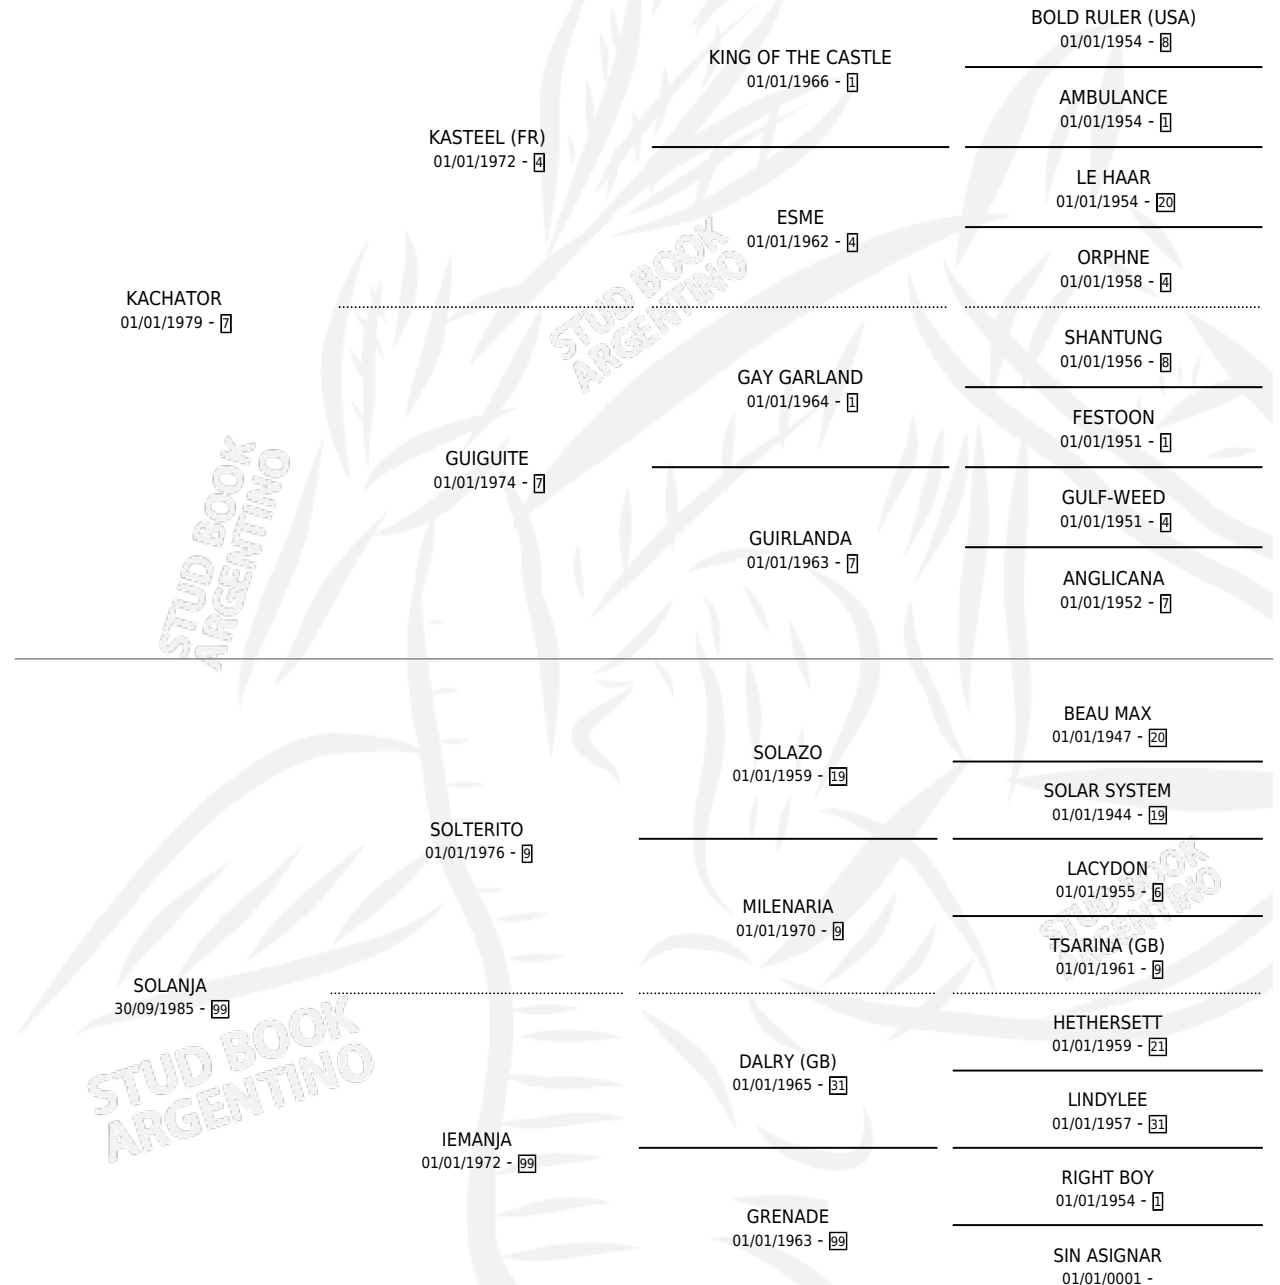 BOLD RULER (USA)
01/01/1954 - 8
KING OF THE CASTLE
01/01/1966 - 1
AMBULANCE
01/01/1954 - 1
KASTEEL (FR)
01/01/1972 - 4
LE HAAR
01/01/1954 - 20
ESME
01/01/1962 - 4
ORPHNE
01/01/1958 - 4
KACHATOR
01/01/1979 - 7
SHANTUNG
01/01/1956 - 8
GAY GARLAND
01/01/1964 - 1
FESTOON
01/01/1951 - 1
GUIGUITE
01/01/1974 - 7
GULF-WEED
01/01/1951 - 4
GUIRLANDA
01/01/1963 - 7
ANGLICANA
01/01/1952 - 7
BEAU MAX
01/01/1947 - 20
SOLAZO
01/01/1959 - 19
SOLAR SYSTEM
01/01/1944 - 19
SOLTERITO
01/01/1976 - 9
LACYDON
01/01/1955 - 6
MILENARIA
01/01/1970 - 9
TSARINA (GB)
01/01/1961 - 9
SOLANJA
30/09/1985 - 99
HETHERSETT
01/01/1959 - 21
DALRY (GB)
01/01/1965 - 31
LINDYLEE
01/01/1957 - 31
IEMANJA
01/01/1972 - 99
RIGHT BOY
01/01/1954 - 1
GRENADE
01/01/1963 - 99
SIN ASIGNAR
01/01/0001 -
STUD BOOK
ARGENTINO
STUD BOOK
ARGENTINO
STUD BOOK
ARGENTINO
STUD BOOK
ARGENTINO